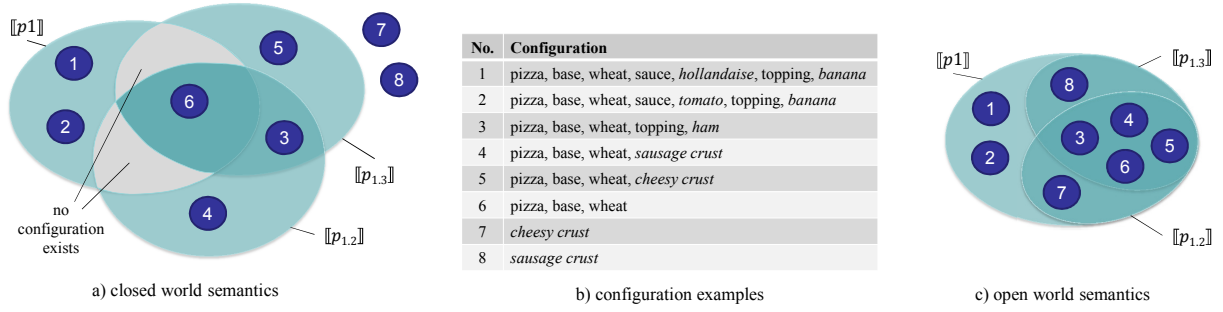 ⟦p1⟧
1
2
3
4
5
6
7
8
⟦p1.3⟧
⟦p1.2⟧
no
configuration
exists
a) closed world semantics
No. Configuration
1 pizza, base, wheat, sauce, hollandaise, topping, banana
2 pizza, base, wheat, sauce, tomato, topping, banana
3 pizza, base, wheat, topping, ham
4 pizza, base, wheat, sausage crust
5 pizza, base, wheat, cheesy crust
6 pizza, base, wheat
7 cheesy crust
8 sausage crust
b) configuration examples
⟦p1⟧
⟦p1.3⟧
1
2
3
4
5
6
7
8
⟦p1.2⟧
c) open world semantics